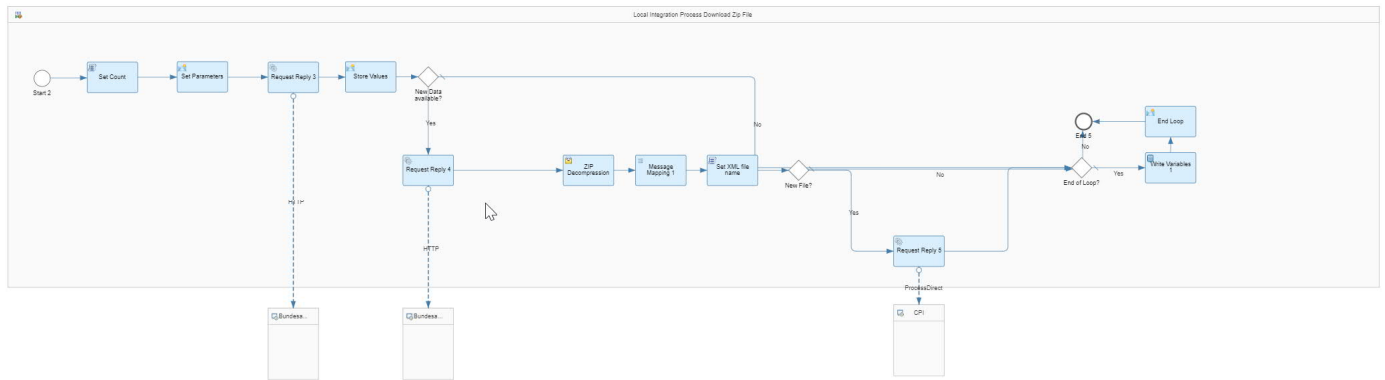 Local Integration Process Download Zip File
Start 2
Set Count
Set Parameters
Request Reply 3
Store Values
New Data
available?
No
Yes
HTTP
Request Reply 4
ZIP
Decompression
Message
Mapping 1
Set XML file
name
New File?
No
Yes
HTTP
Request Reply 5
ProcessDirect
End of Loop?
No
End 5
Yes
Write Variables
1
End Loop
Bundesa...
Bundesa...
CPI